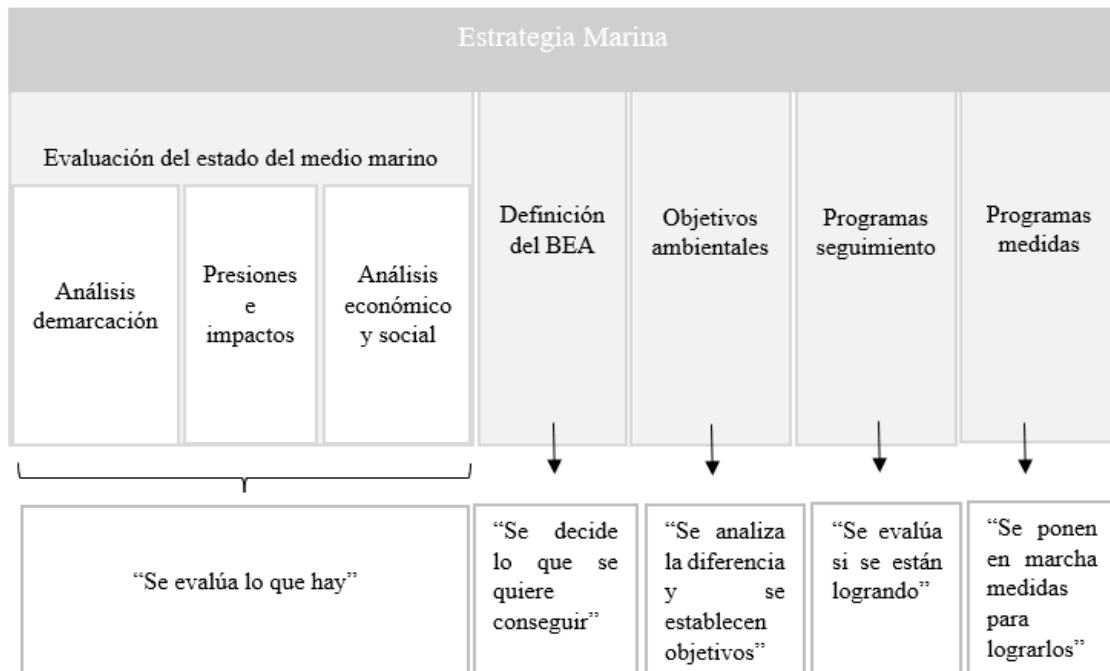 Estrategia Marina
Evaluación del estado del medio marino
Análisis
demarcación
Presiones
e
impactos
Análisis
económico
y social
Definición
del BEA
Objetivos
ambientales
Programas
seguimiento
Programas
medidas
“Se evalúa lo que hay”
“Se decide
lo que se
quiere
conseguir”
“Se analiza
la diferencia
y se
establecen
objetivos”
“Se evalúa
si se están
logrando”
“Se ponen
en marcha
medidas
para
lograrlos”